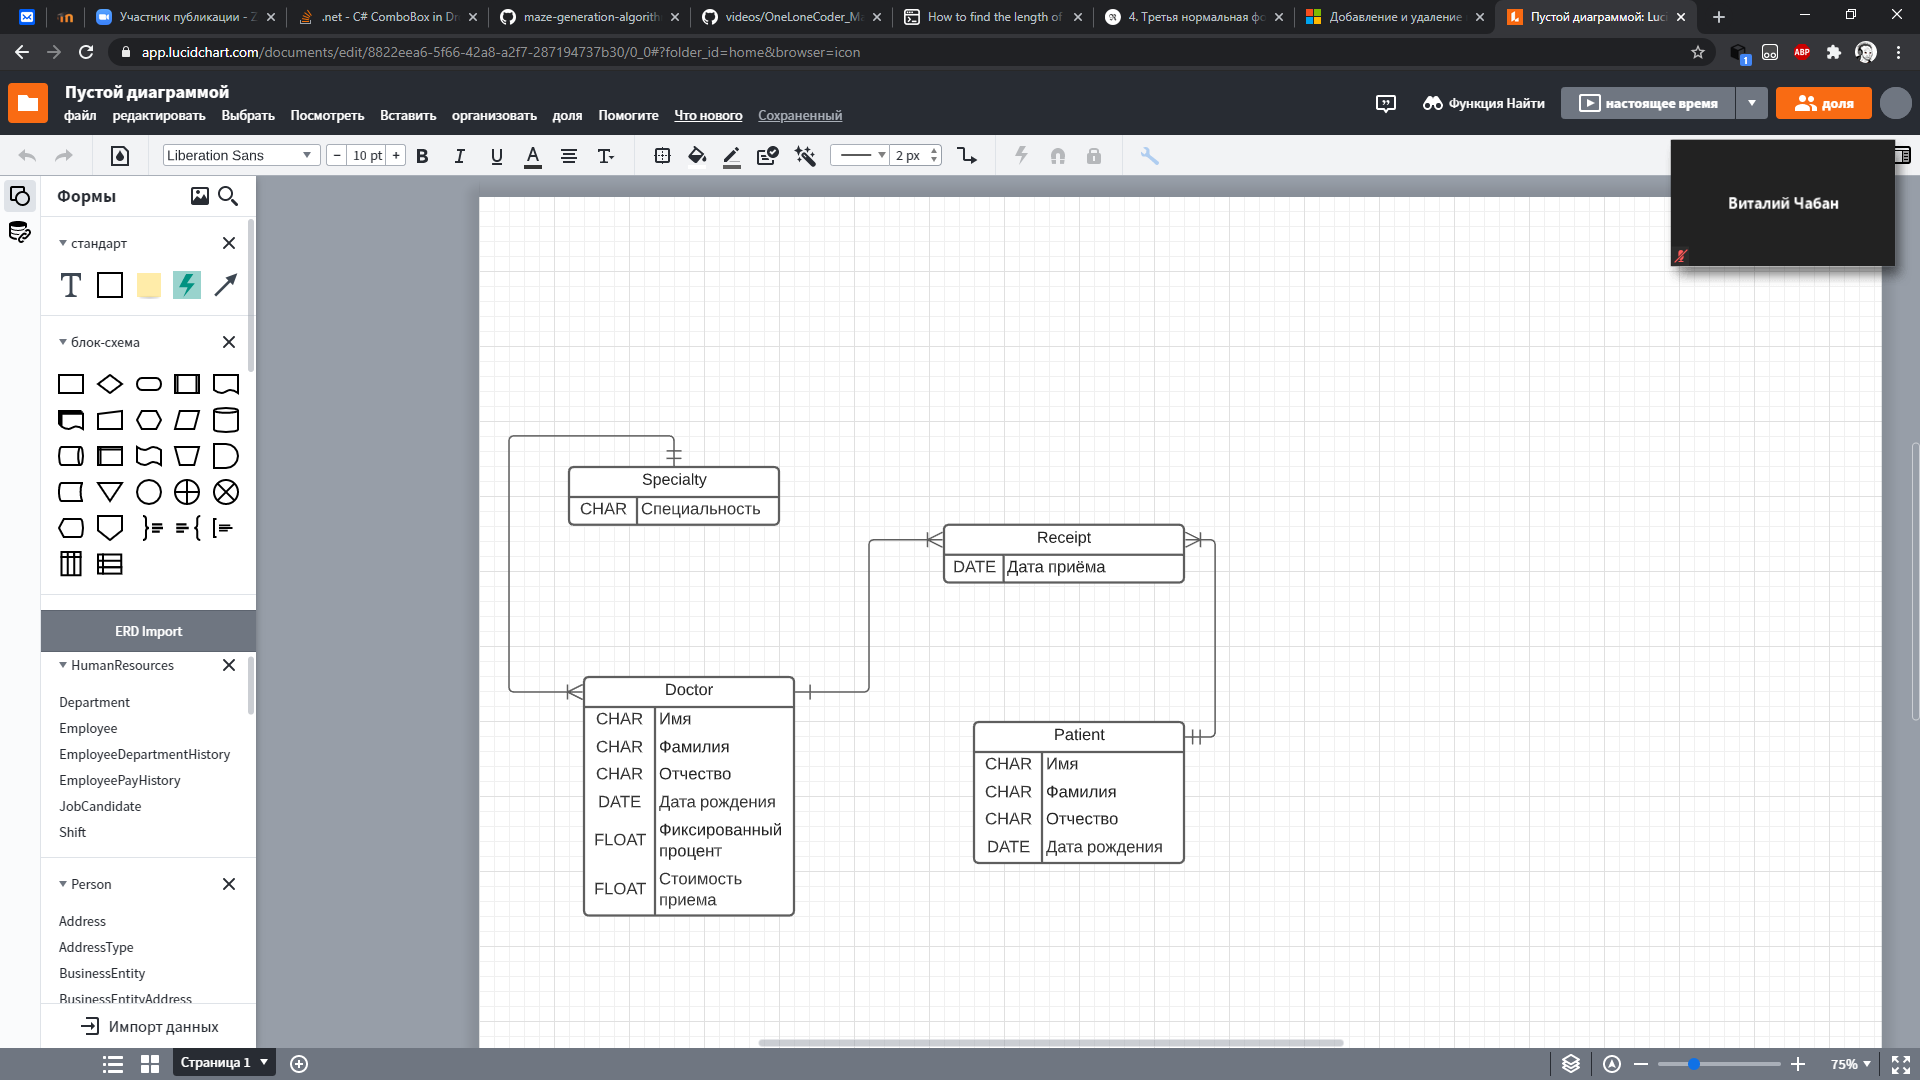 Участник публикации - Z
.net - C# ComboBox in Dr
maze-generation-algorith
videos/OneLoneCoder_Ma
How to find the length of
4. Третья нормальная фо
Добавление и удаление
Пустой диаграммой: Luci
app.lucidchart.com/documents/edit/8822eea6-5f66-42a8-a2f7-287194737b30/0_0#?folder_id=home&browser=icon
1
ABP
Пустой диаграммой
файл редактировать Выбрать Посмотреть Вставить организовать доля Помогите Что нового Сохраненный
Функция Найти
настоящее время
доля
Liberation Sans
10 pt
B I U A T
2 px
Виталий Чабан
Формы
стандарт
T
блок-схема
ERD Import
HumanResources
Department
Employee
EmployeeDepartmentHistory
EmployeePayHistory
JobCandidate
Shift
Person
Address
AddressType
BusinessEntity
BusinessEntityAddress
Импорт данных
Specialty
CHAR Специальность
Receipt
DATE Дата приёма
Doctor
CHAR Имя
CHAR Фамилия
CHAR Отчество
DATE Дата рождения
FLOAT Фиксированный
процент
FLOAT Стоимость
приема
Patient
CHAR Имя
CHAR Фамилия
CHAR Отчество
DATE Дата рождения
Страница 1
75%